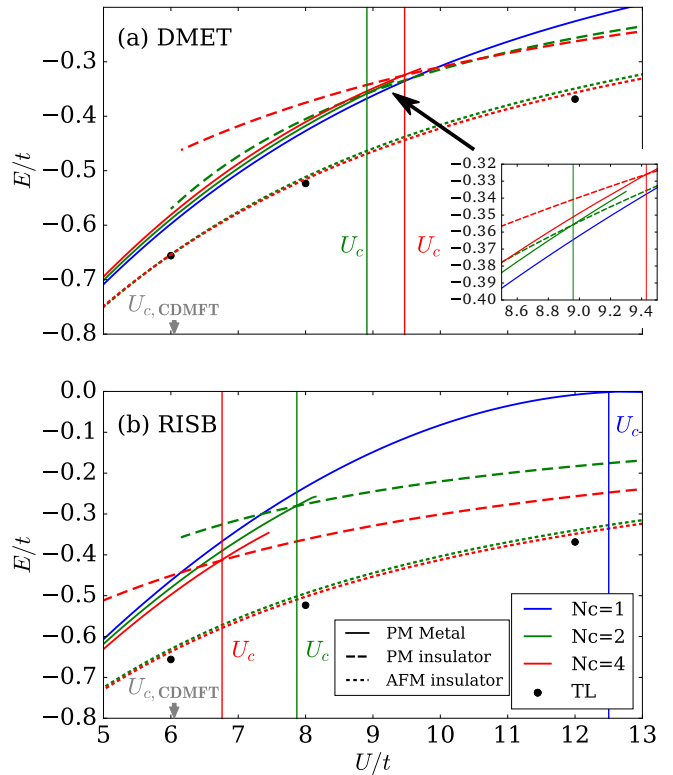 (a) DMET
−0.3
−0.4
−0.5
−0.6
−0.7
−0.8
E/t
U_c
U_c
U_c, CDMFT
−0.32
−0.33
−0.34
−0.35
−0.36
−0.37
−0.38
−0.39
−0.40
8.6 8.8 9.0 9.2 9.4
(b) RISB
0.0
−0.1
−0.2
−0.3
−0.4
−0.5
−0.6
−0.7
−0.8
E/t
U_c
U_c
U_c
U_c, CDMFT
PM Metal
PM insulator
AFM insulator
Nc=1
Nc=2
Nc=4
TL
5 6 7 8 9 10 11 12 13
U/t